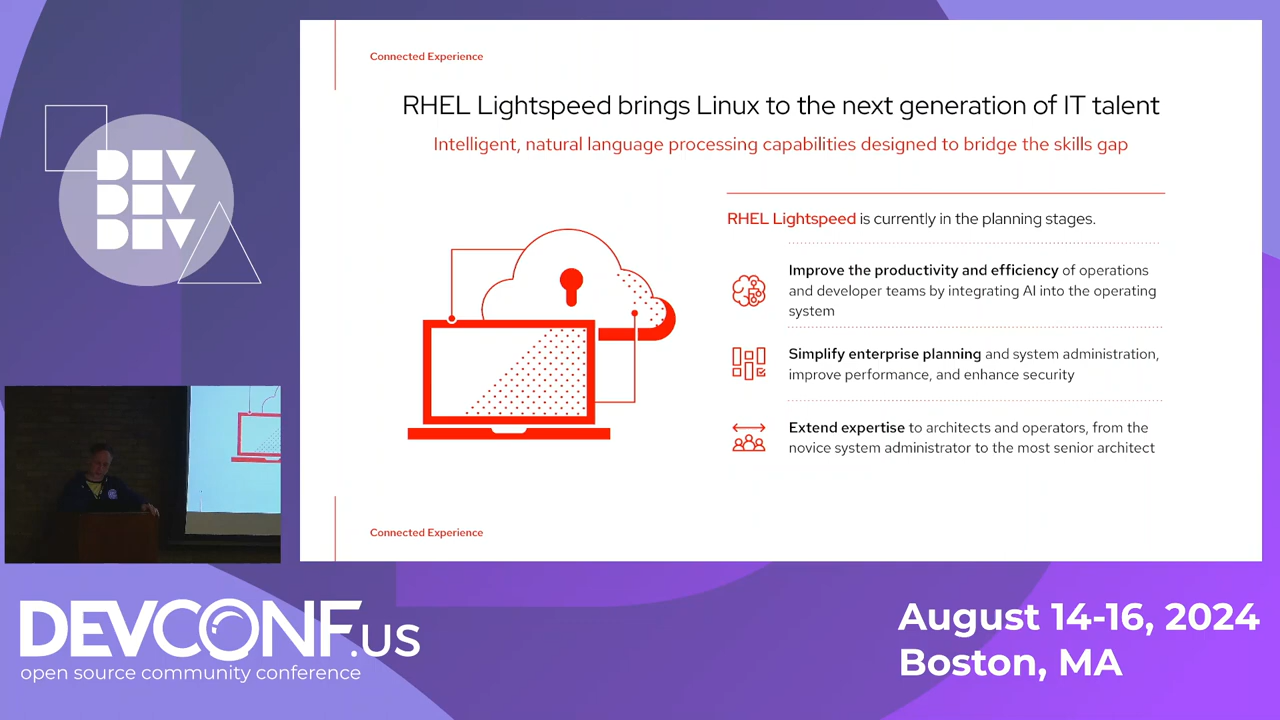 Connected Experience
RHEL Lightspeed brings Linux to the next generation of IT talent
Intelligent, natural language processing capabilities designed to bridge the skills gap
RHEL Lightspeed is currently in the planning stages.
Improve the productivity and efficiency of operations
and developer teams by integrating AI into the operating
system
Simplify enterprise planning and system administration,
improve performance, and enhance security
Extend expertise to architects and operators, from the
novice system administrator to the most senior architect
Connected Experience
DEV
DEV
DEV
DEVCONF.US
open source community conference
August 14-16, 2024
Boston, MA